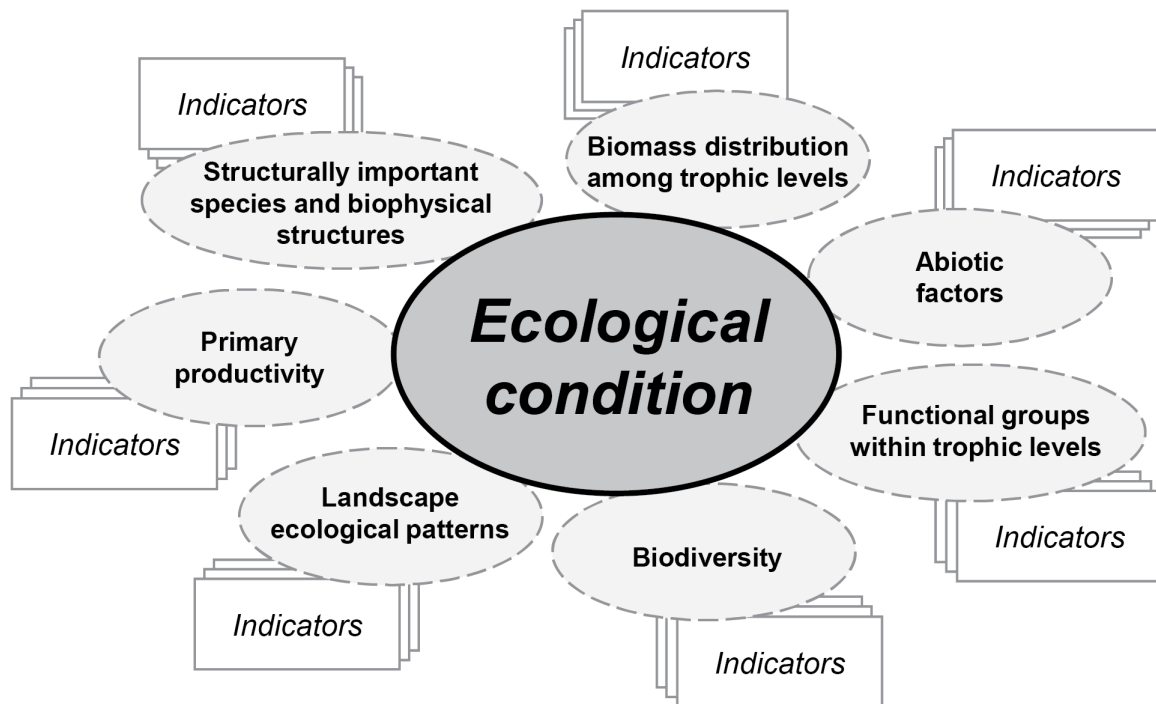 Indicators
Structurally important
species and biophysical
structures
Indicators
Biomass distribution
among trophic levels
Indicators
Abiotic
factors
Ecological
condition
Primary
productivity
Indicators
Functional groups
within trophic levels
Indicators
Landscape
ecological patterns
Indicators
Biodiversity
Indicators